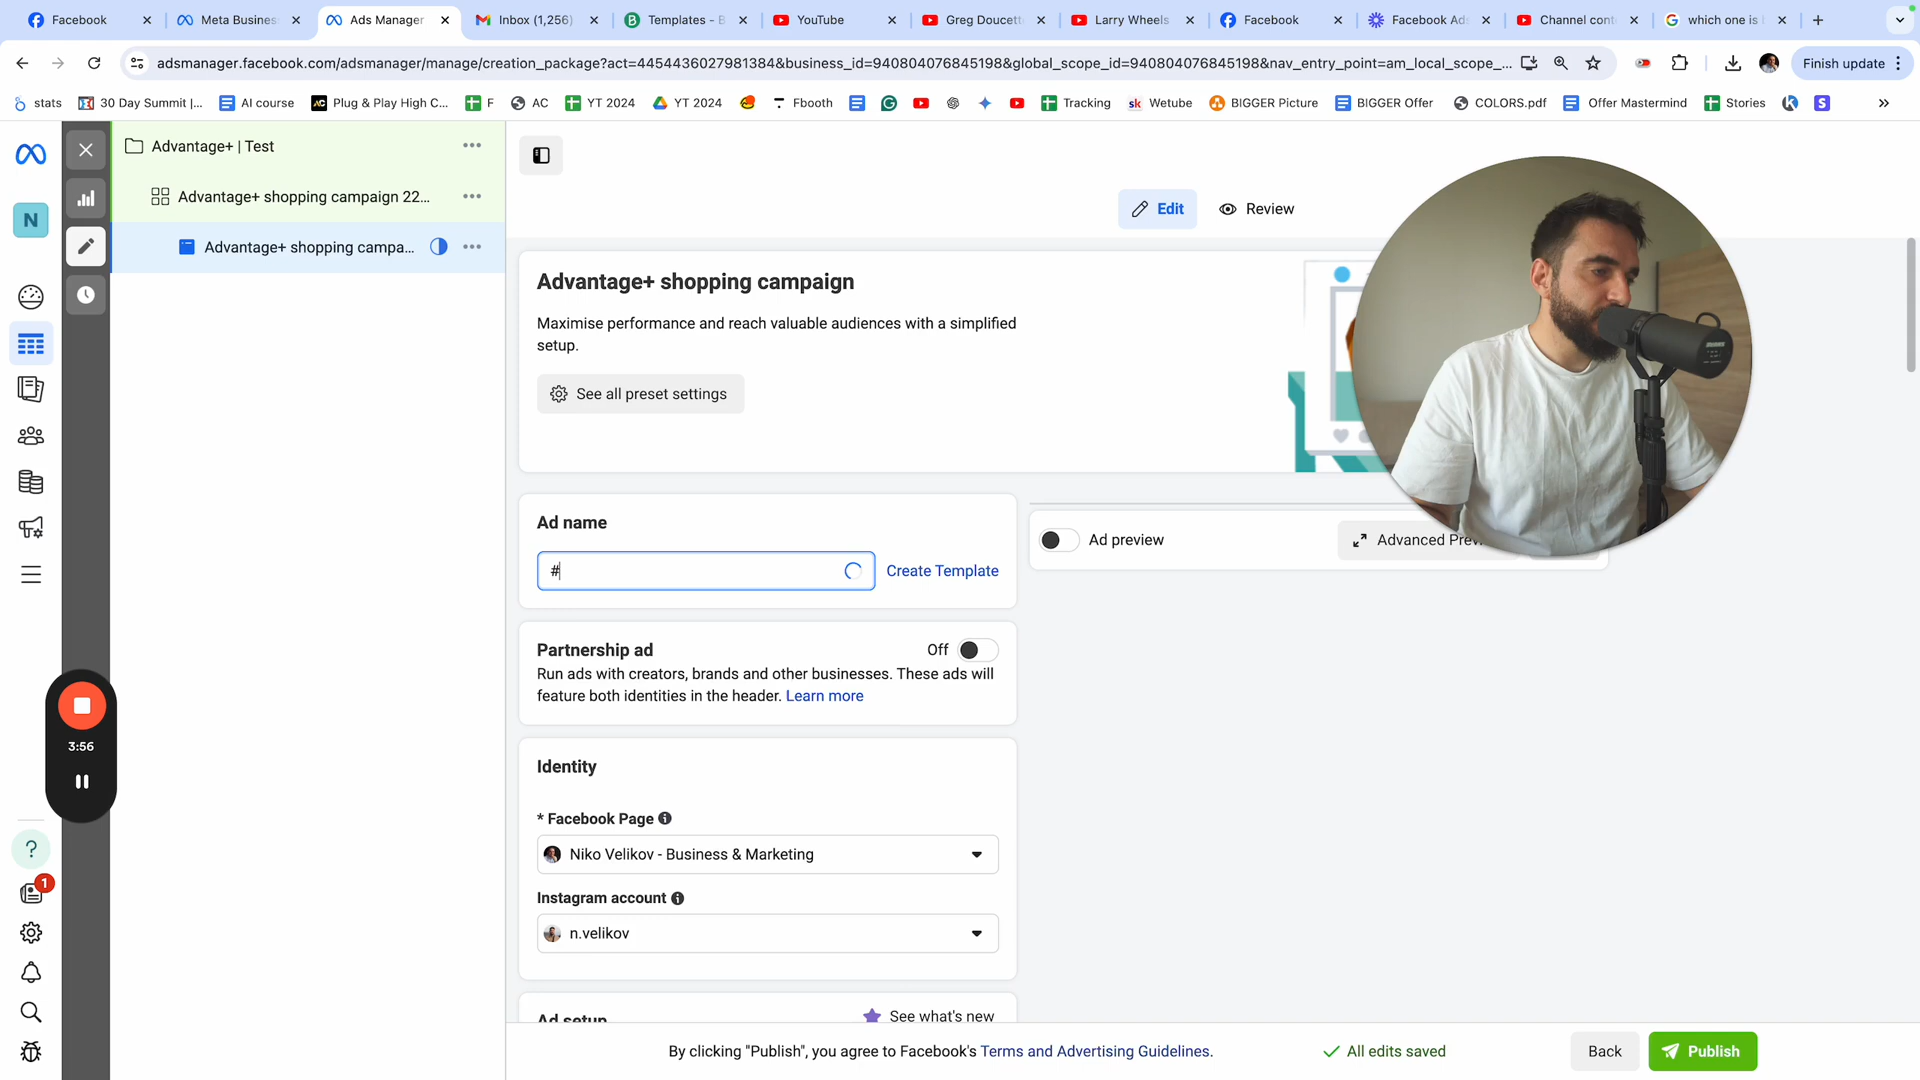 Facebook
Meta Busines
Ads Manager
Inbox (1,256)
Templates - B
YouTube
Greg Doucett
Larry Wheels
Facebook
Facebook Ads
Channel cont
which one is
adsmanager.facebook.com/adsmanager/manage/creation_package?act=4454436027981384&business_id=940804076845198&global_scope_id=940804076845198&nav_entry_point=am_local_scope_...
Finish update
stats
30 Day Summit |...
AI course
Plug & Play High C...
F
AC
YT 2024
YT 2024
Fbooth
Tracking
Wetube
BIGGER Picture
BIGGER Offer
COLORS.pdf
Offer Mastermind
Stories
Advantage+ | Test
Advantage+ shopping campaign 22...
Advantage+ shopping campa...
N
Edit
Review
Advantage+ shopping campaign
Maximise performance and reach valuable audiences with a simplified
setup.
See all preset settings
Ad name
#
Create Template
Ad preview
Advanced Prev
Partnership ad
Off
Run ads with creators, brands and other businesses. These ads will
feature both identities in the header. Learn more
3:56
Identity
* Facebook Page
Niko Velikov - Business & Marketing
Instagram account
n.velikov
1
Ad setup
See what's new
By clicking "Publish", you agree to Facebook's Terms and Advertising Guidelines.
All edits saved
Back
Publish